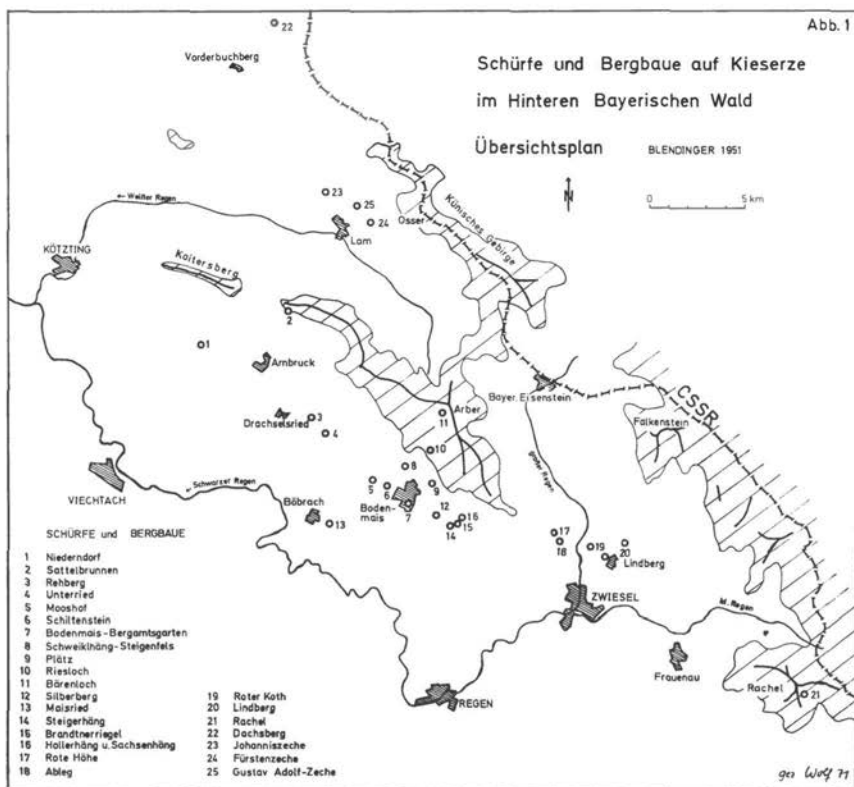 Abb. 1
Schürfe und Bergbaue auf Kieserze
im Hinteren Bayerischen Wald
Übersichtsplan BLENDINGER 1951
N
0 5 km
22
Vorderbuchberg
← Weißer Regen
23
25
24
Osser
Künisches Gebirge
Lam
KÖTZTING
Kaitersberg
2
1
Arnbruck
Bayer. Eisenstein
CSSR
Arber
11
Falkenstein
Drachselsried
3
4
10
großer Regen
8
5
6
9
VIECHTACH
Schwarzer Regen
Böbrach
Boden-
mais
7
12
16
15
14
13
17
18
19
20
Lindberg
ZWIESEL
kl. Regen
Frauenau
Rachel
21
REGEN
SCHÜRFE und BERGBAUE
1 Niederndorf
2 Sattelbrunnen
3 Rehberg
4 Unterried
5 Mooshof
6 Schiltenstein
7 Bodenmais-Bergamtsgarten
8 Schweiklhäng-Steigenfels
9 Plätz
10 Riesloch
11 Bärenloch
12 Silberberg
13 Maisried
14 Steigerhäng
15 Brandtnerriegel
16 Hollerhäng u. Sachsenhäng
17 Rote Höhe
18 Ableg
19 Roter Koth
20 Lindberg
21 Rachel
22 Dachsberg
23 Johanniszeche
24 Fürstenzeche
25 Gustav Adolf-Zeche
gez Wolf 71